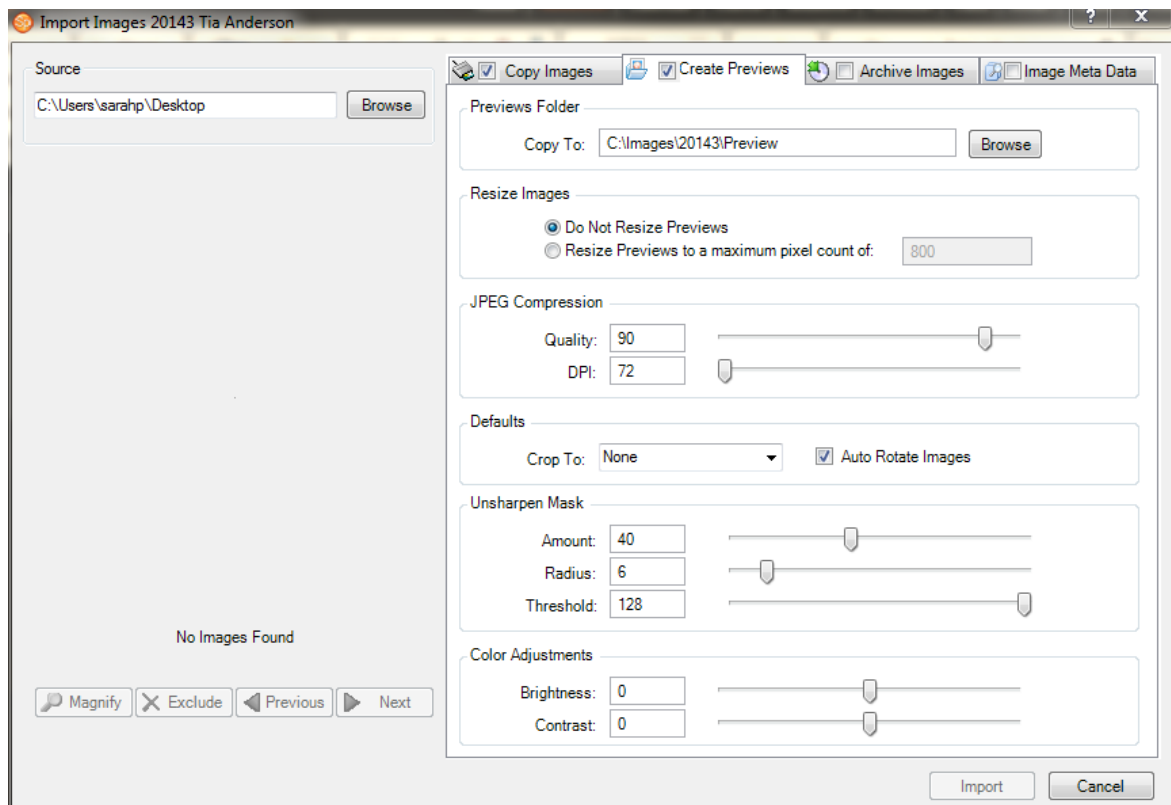 Import Images 20143 Tia Anderson
? X
Source
C:\Users\sarahp\Desktop Browse
No Images Found
Magnify Exclude Previous Next
Copy Images Create Previews Archive Images Image Meta Data
Previews Folder
Copy To: C:\Images\20143\Preview Browse
Resize Images
Do Not Resize Previews
Resize Previews to a maximum pixel count of: 800
JPEG Compression
Quality: 90
DPI: 72
Defaults
Crop To: None Auto Rotate Images
Unsharpen Mask
Amount: 40
Radius: 6
Threshold: 128
Color Adjustments
Brightness: 0
Contrast: 0
Import Cancel